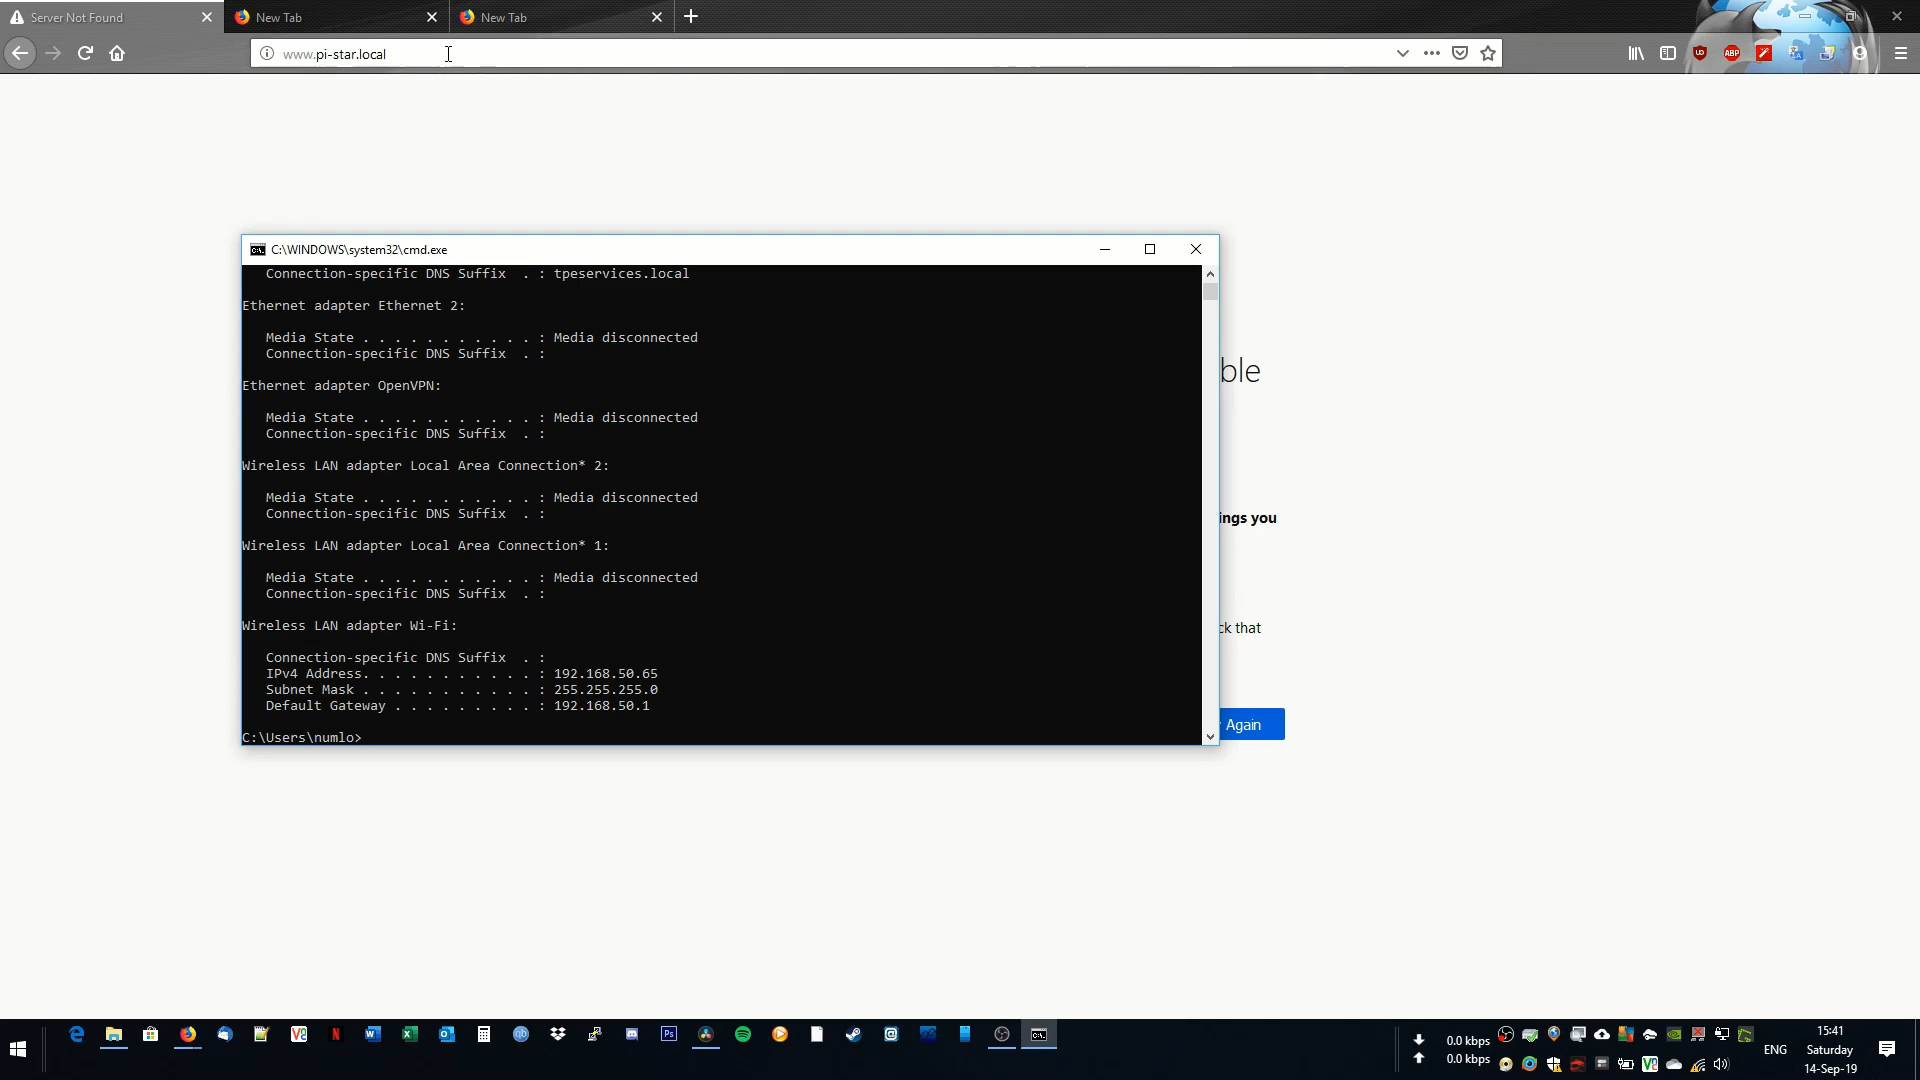 Server Not Found
New Tab
New Tab
www.pi-star.local
C:\WINDOWS\system32\cmd.exe
Connection-specific DNS Suffix  . : tpeservices.local
Ethernet adapter Ethernet 2:
Media State . . . . . . . . . . . : Media disconnected
Connection-specific DNS Suffix  . :
Ethernet adapter OpenVPN:
Media State . . . . . . . . . . . : Media disconnected
Connection-specific DNS Suffix  . :
Wireless LAN adapter Local Area Connection* 2:
Media State . . . . . . . . . . . : Media disconnected
Connection-specific DNS Suffix  . :
Wireless LAN adapter Local Area Connection* 1:
Media State . . . . . . . . . . . : Media disconnected
Connection-specific DNS Suffix  . :
Wireless LAN adapter Wi-Fi:
Connection-specific DNS Suffix  . :
IPv4 Address. . . . . . . . . . . : 192.168.50.65
Subnet Mask . . . . . . . . . . . : 255.255.255.0
Default Gateway . . . . . . . . . : 192.168.50.1
C:\Users\numlo>
ble
ings you
ck that
Again
0.0 kbps
0.0 kbps
ENG
15:41
Saturday
14-Sep-19